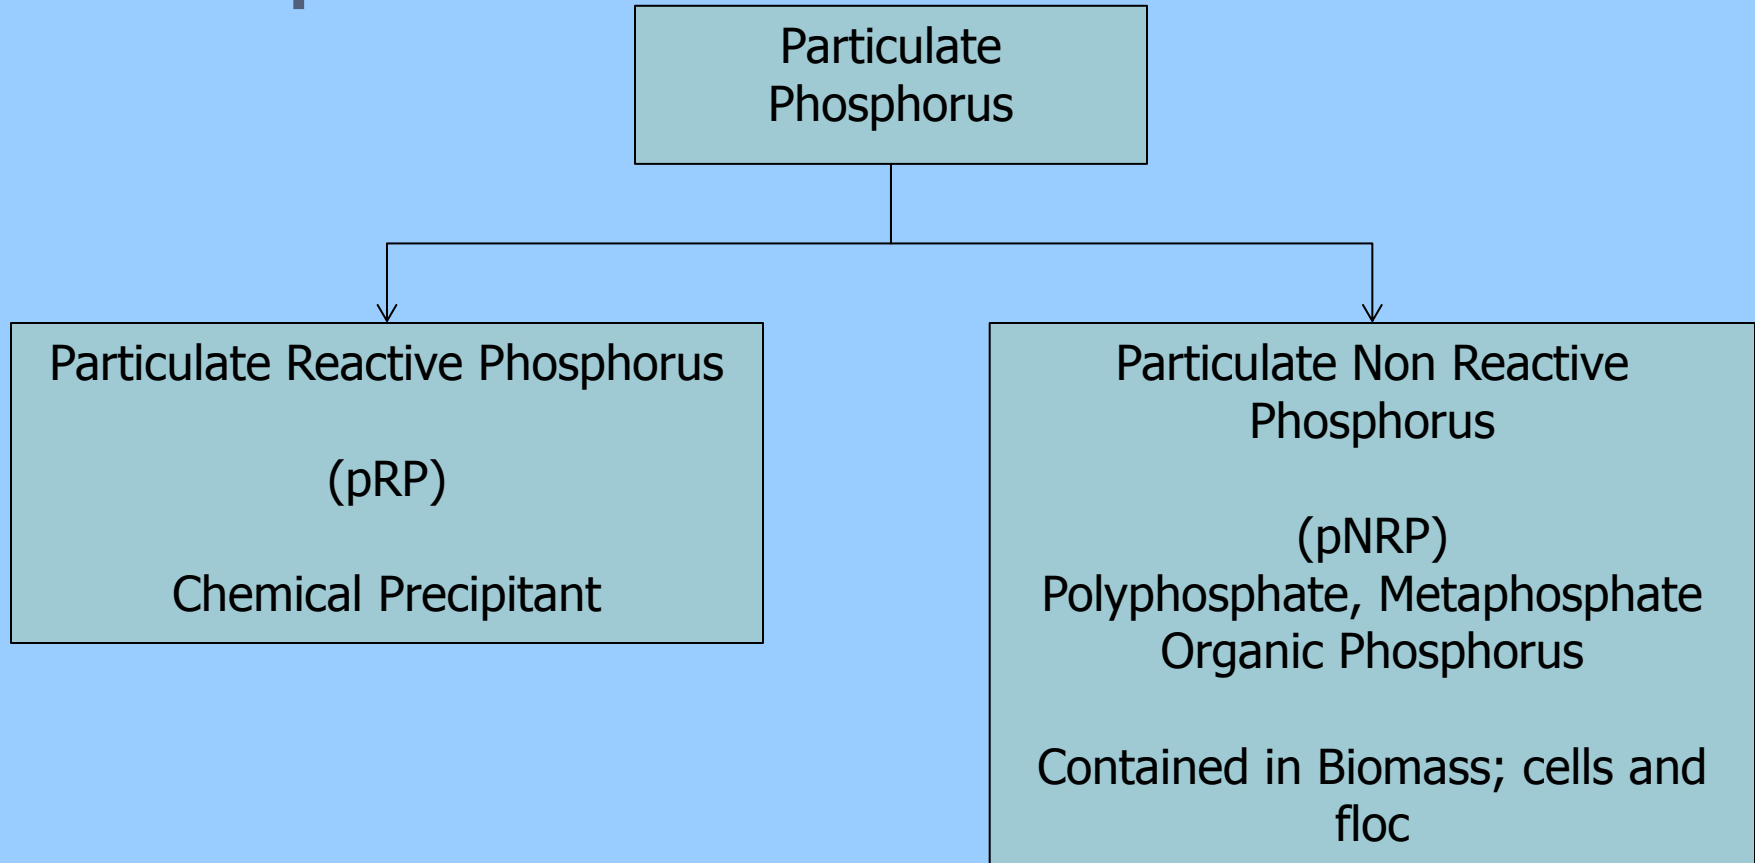 Particulate
Phosphorus
Particulate Reactive Phosphorus
(pRP)
Chemical Precipitant
Particulate Non Reactive
Phosphorus
(pNRP)
Polyphosphate, Metaphosphate
Organic Phosphorus
Contained in Biomass; cells and
floc